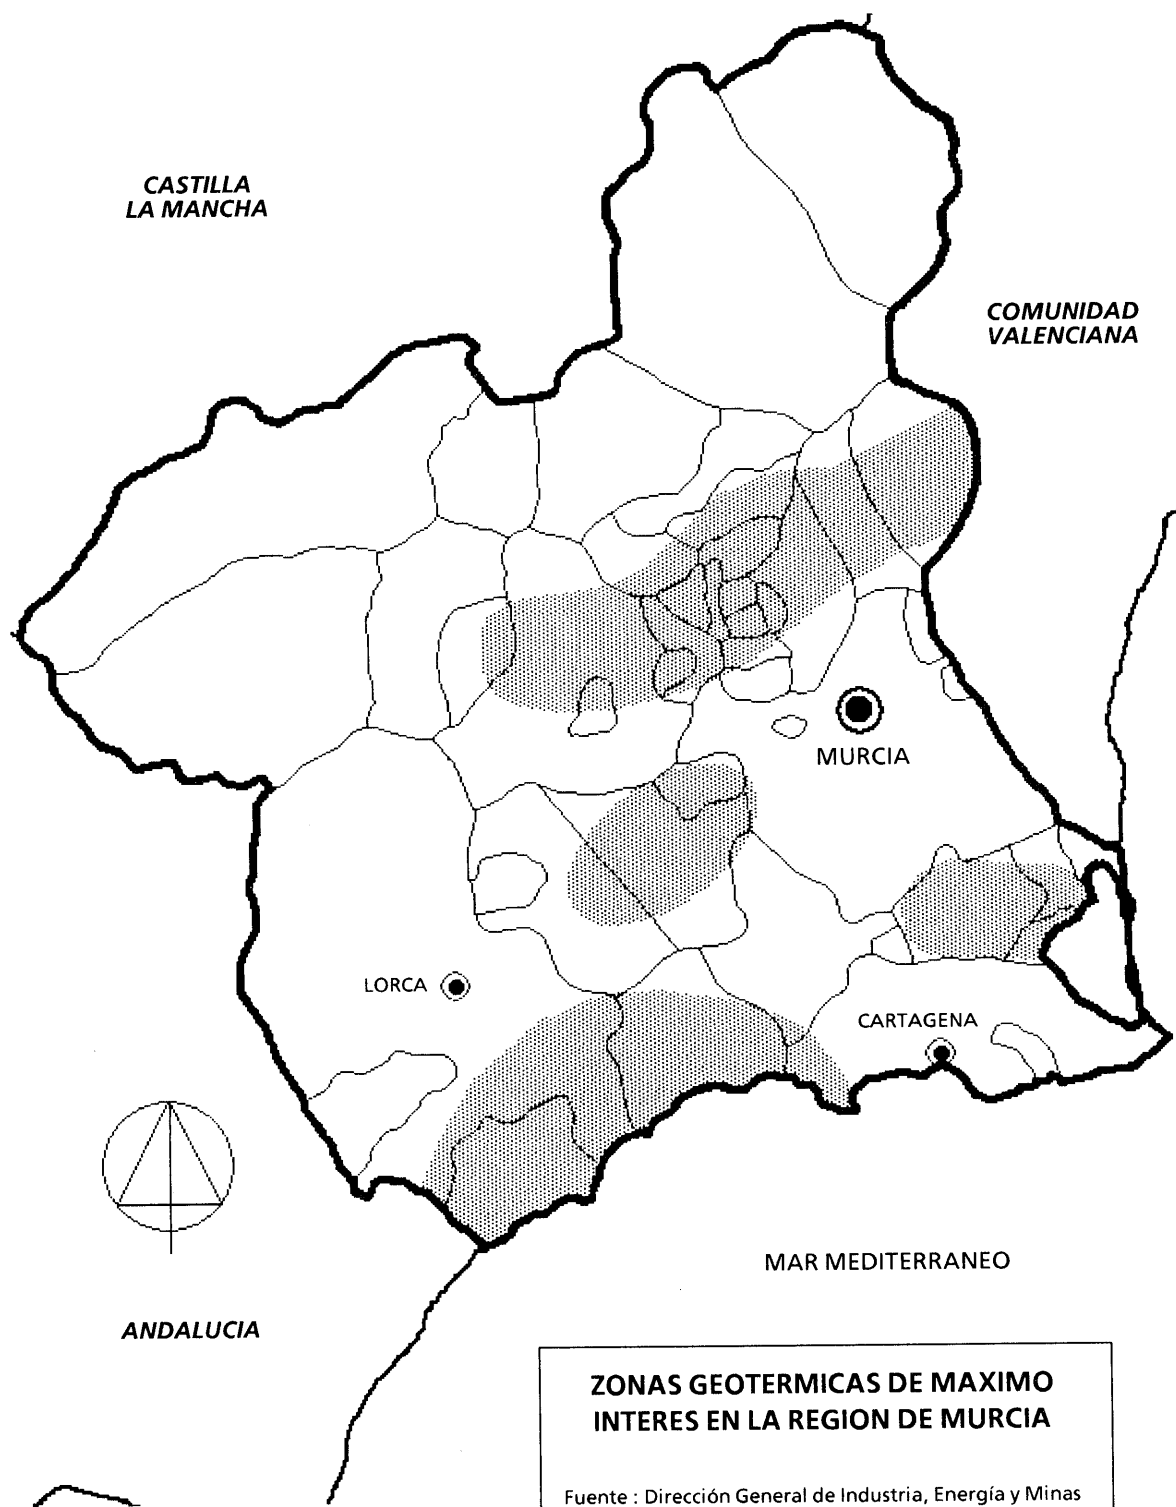 CASTILLA
LA MANCHA
COMUNIDAD
VALENCIANA
MURCIA
LORCA
CARTAGENA
MAR MEDITERRANEO
ANDALUCIA
ZONAS GEOTERMICAS DE MAXIMO
INTERES EN LA REGION DE MURCIA
Fuente : Dirección General de Industria, Energía y Minas